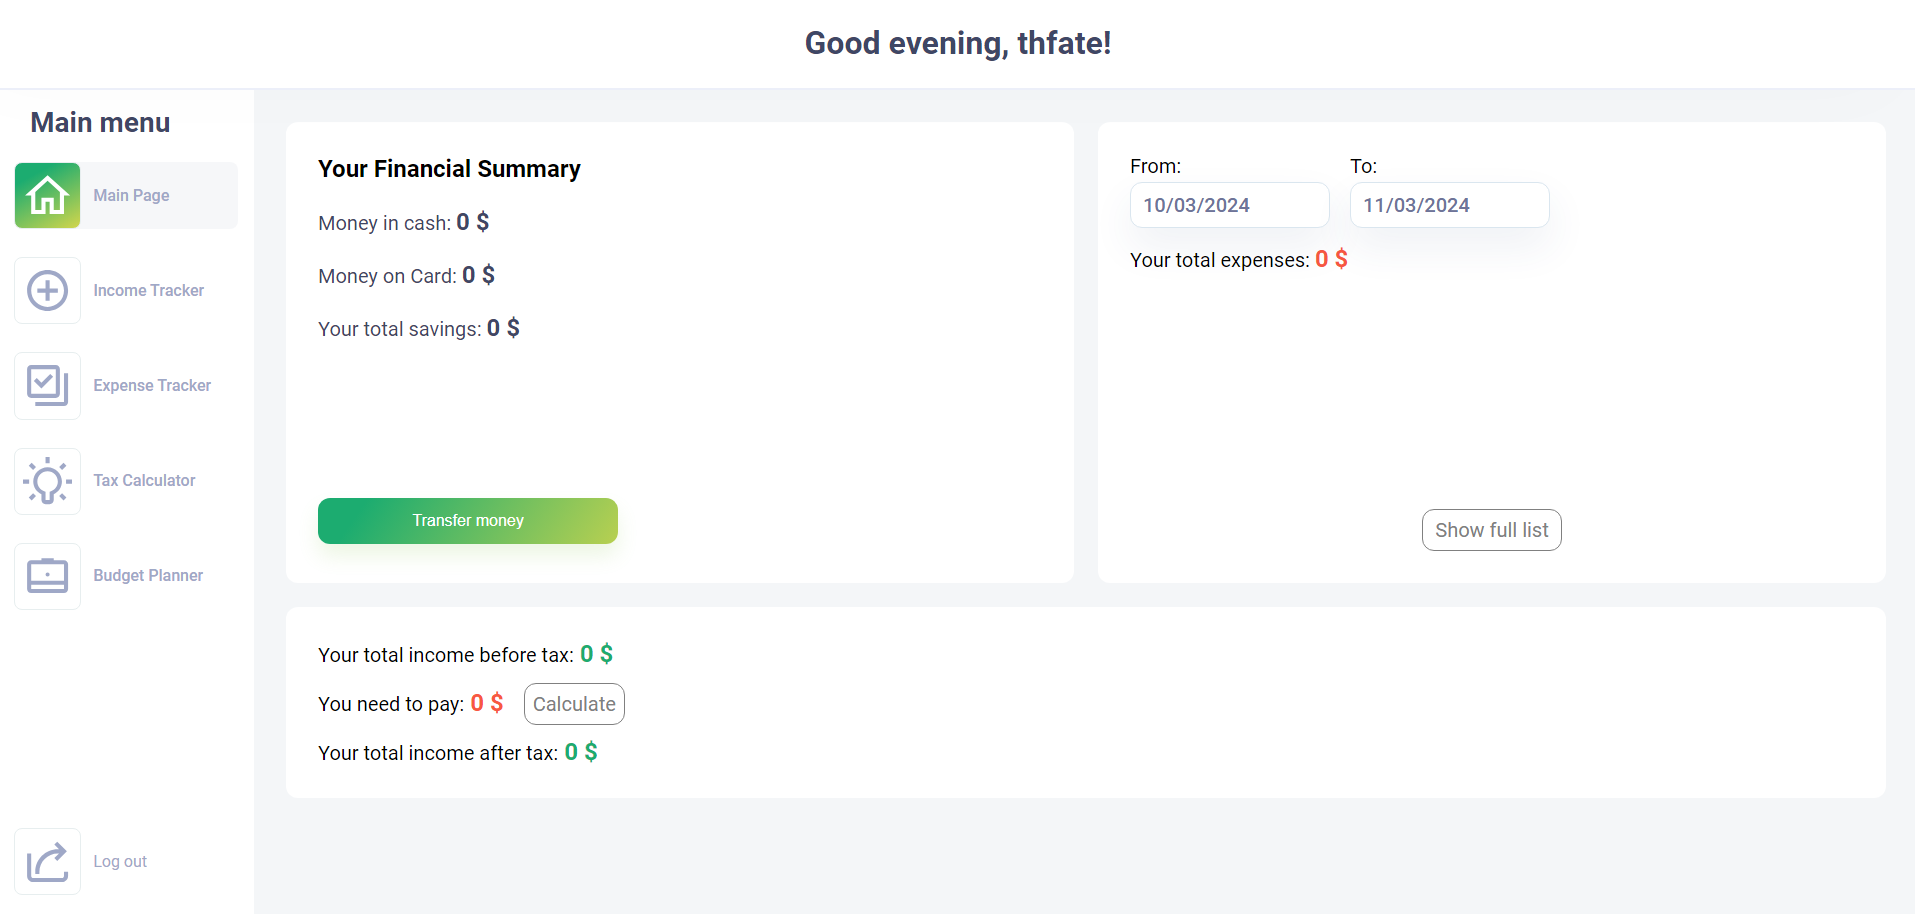 Good evening, thfate!
Main menu
Main Page
Income Tracker
Expense Tracker
Tax Calculator
Budget Planner
Log out
Your Financial Summary
Money in cash: 0 $
Money on Card: 0 $
Your total savings: 0 $
Transfer money
From: To:
10/03/2024 11/03/2024
Your total expenses: 0 $
Show full list
Your total income before tax: 0 $
You need to pay: 0 $ Calculate
Your total income after tax: 0 $